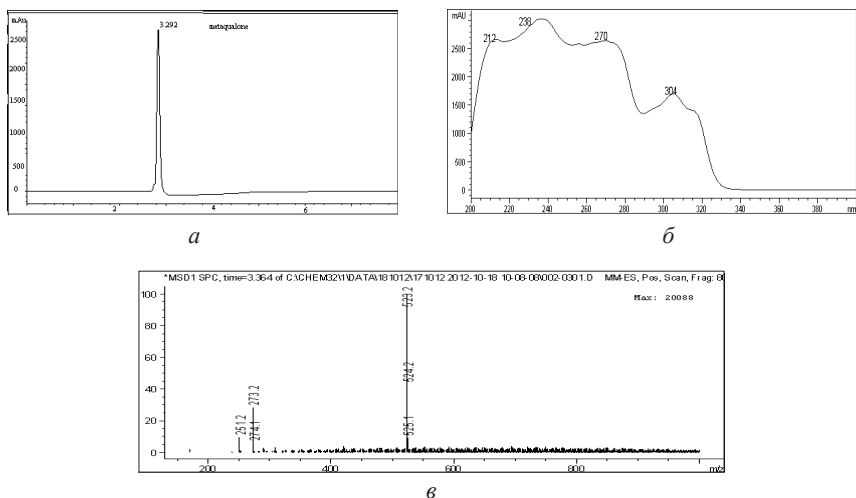 mAu
3.292 metaqualone
2500
2000
1500
1000
500
0
2 4 6
а
mAU
2500
2000
1500
1000
500
0
212
238
270
304
200 220 240 260 280 300 320 340 360 380 nm
б
*MSD1 SPC, time=3.364 of C:\CHEM32\1\DATA\181012\171012 2012-10-18 10-08-08\002-0301.D MM-ES, Pos, Scan, Frag: 80
Max: 20088
100
80
60
40
20
0
251.2
273.2
274.1
523.2
524.2
525.1
200 400 600 800 m/z
в